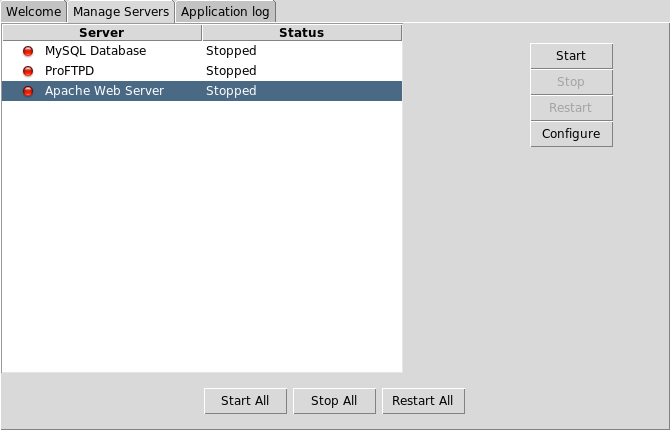 Welcome Manage Servers Application log
Server Status
MySQL Database Stopped
ProFTPD Stopped
Apache Web Server Stopped
Start
Stop
Restart
Configure
Start All Stop All Restart All